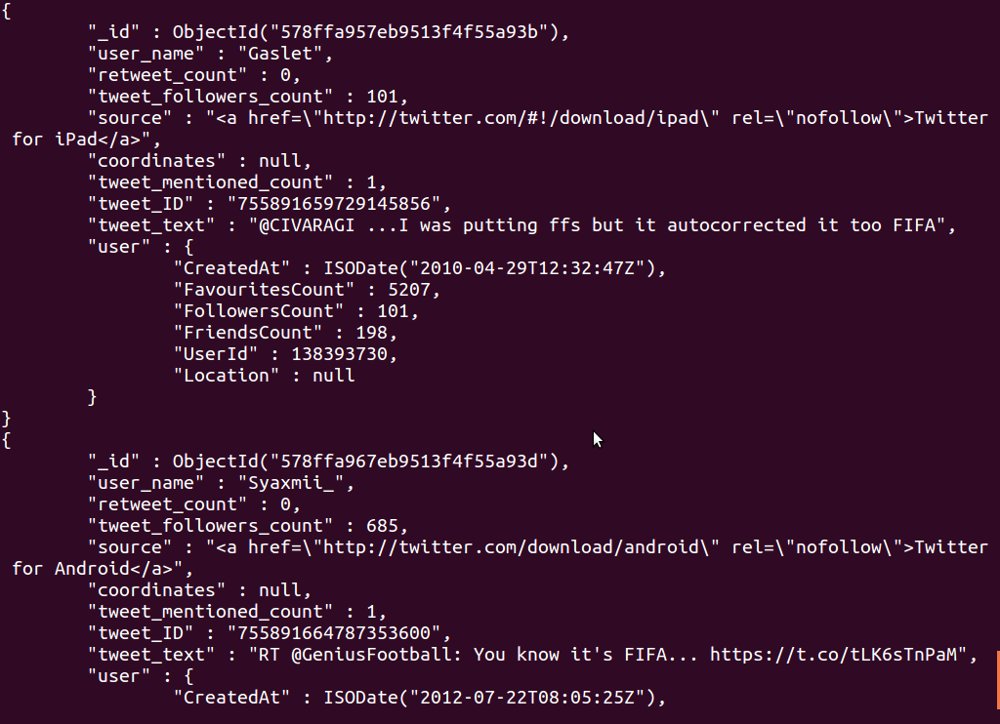 {
"_id" : ObjectId("578ffa957eb9513f4f55a93b"),
"user_name" : "Gaslet",
"retweet_count" : 0,
"tweet_followers_count" : 101,
"source" : "<a href=\"http://twitter.com/#!/download/ipad\" rel=\"nofollow\">Twitter
for iPad</a>",
"coordinates" : null,
"tweet_mentioned_count" : 1,
"tweet_ID" : "755891659729145856",
"tweet_text" : "@CIVARAGI ...I was putting ffs but it autocorrected it too FIFA",
"user" : {
"CreatedAt" : ISODate("2010-04-29T12:32:47Z"),
"FavouritesCount" : 5207,
"FollowersCount" : 101,
"FriendsCount" : 198,
"UserId" : 138393730,
"Location" : null
}
}
{
"_id" : ObjectId("578ffa967eb9513f4f55a93d"),
"user_name" : "Syaxmii_",
"retweet_count" : 0,
"tweet_followers_count" : 685,
"source" : "<a href=\"http://twitter.com/download/android\" rel=\"nofollow\">Twitter
for Android</a>",
"coordinates" : null,
"tweet_mentioned_count" : 1,
"tweet_ID" : "755891664787353600",
"tweet_text" : "RT @GeniusFootball: You know it's FIFA... https://t.co/tLK6sTnPaM",
"user" : {
"CreatedAt" : ISODate("2012-07-22T08:05:25Z"),